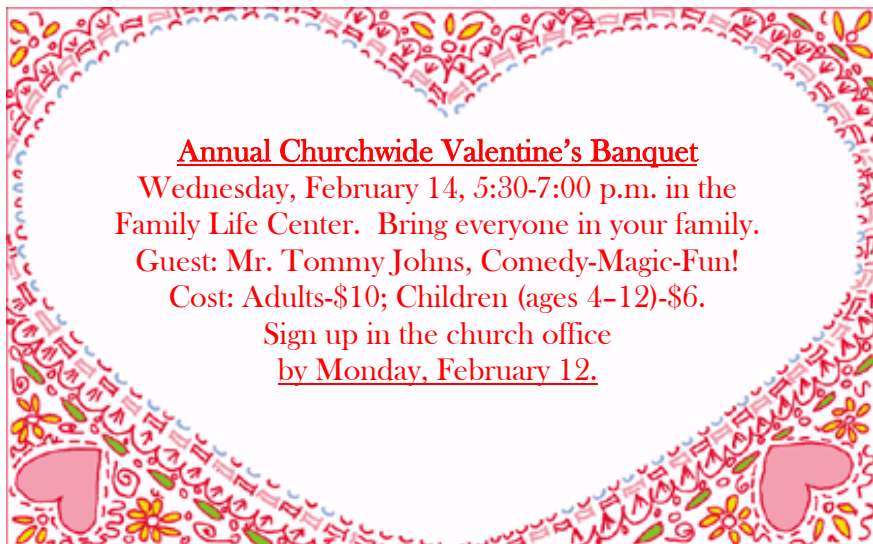 Annual Churchwide Valentine’s Banquet
Wednesday, February 14, 5:30-7:00 p.m. in the
Family Life Center.  Bring everyone in your family.
Guest: Mr. Tommy Johns, Comedy-Magic-Fun!
Cost: Adults-$10; Children (ages 4–12)-$6.
Sign up in the church office
by Monday, February 12.